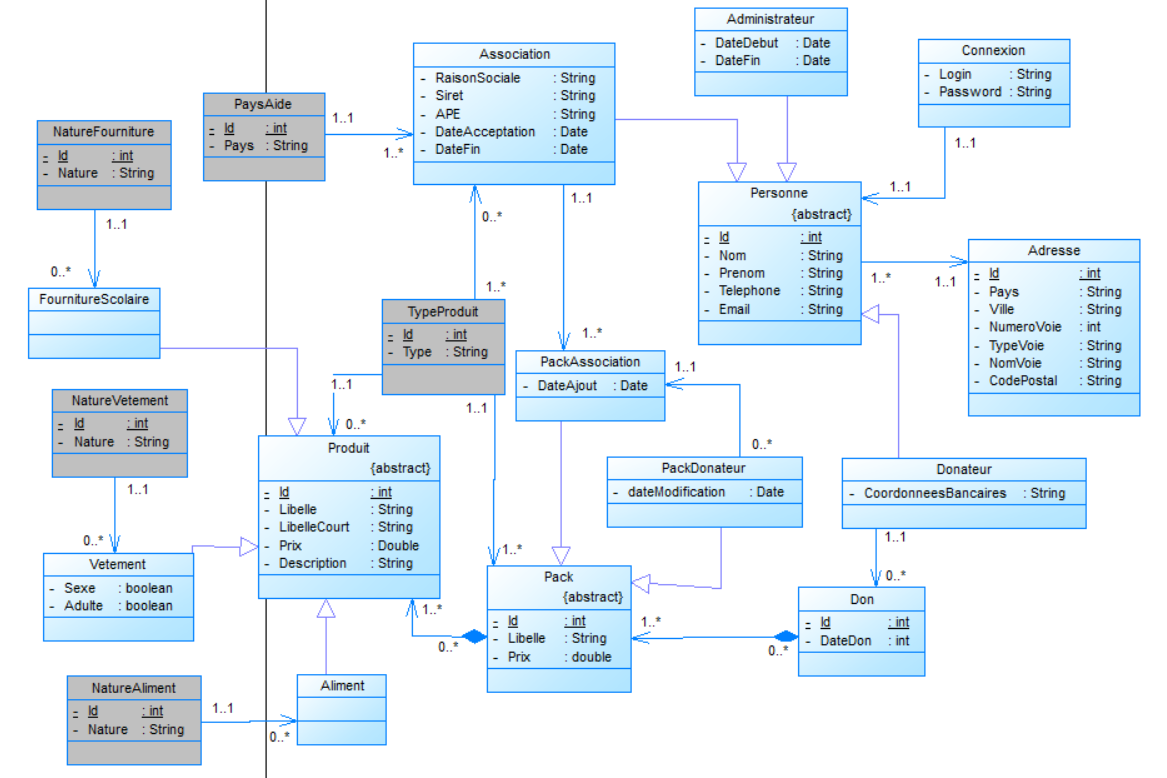 Administrateur
- DateDebut : Date
- DateFin : Date
Connexion
- Login : String
- Password : String
1..1
1..1
Association
- RaisonSociale : String
- Siret : String
- APE : String
- DateAcceptation : Date
- DateFin : Date
PaysAide
- Id : int
- Pays : String
1..1
1..*
NatureFourniture
- Id : int
- Nature : String
1..1
0..*
FournitureScolaire
Personne
{abstract}
- Id : int
- Nom : String
- Prenom : String
- Telephone : String
- Email : String
1..*
1..1
Adresse
- Id : int
- Pays : String
- Ville : String
- NumeroVoie : int
- TypeVoie : String
- NomVoie : String
- CodePostal : String
0..*
1..*
TypeProduit
- Id : int
- Type : String
1..1
0..*
1..1
1..*
1..1
1..*
PackAssociation
- DateAjout : Date
1..1
0..*
PackDonateur
- dateModification : Date
Donateur
- CoordonneesBancaires : String
1..1
0..*
NatureVetement
- Id : int
- Nature : String
1..1
0..*
Vetement
- Sexe : boolean
- Adulte : boolean
Produit
{abstract}
- Id : int
- Libelle : String
- LibelleCourt : String
- Prix : Double
- Description : String
1..*
0..*
Pack
{abstract}
- Id : int
- Libelle : String
- Prix : double
1..*
0..*
Don
- Id : int
- DateDon : int
NatureAliment
- Id : int
- Nature : String
1..1
0..*
Aliment